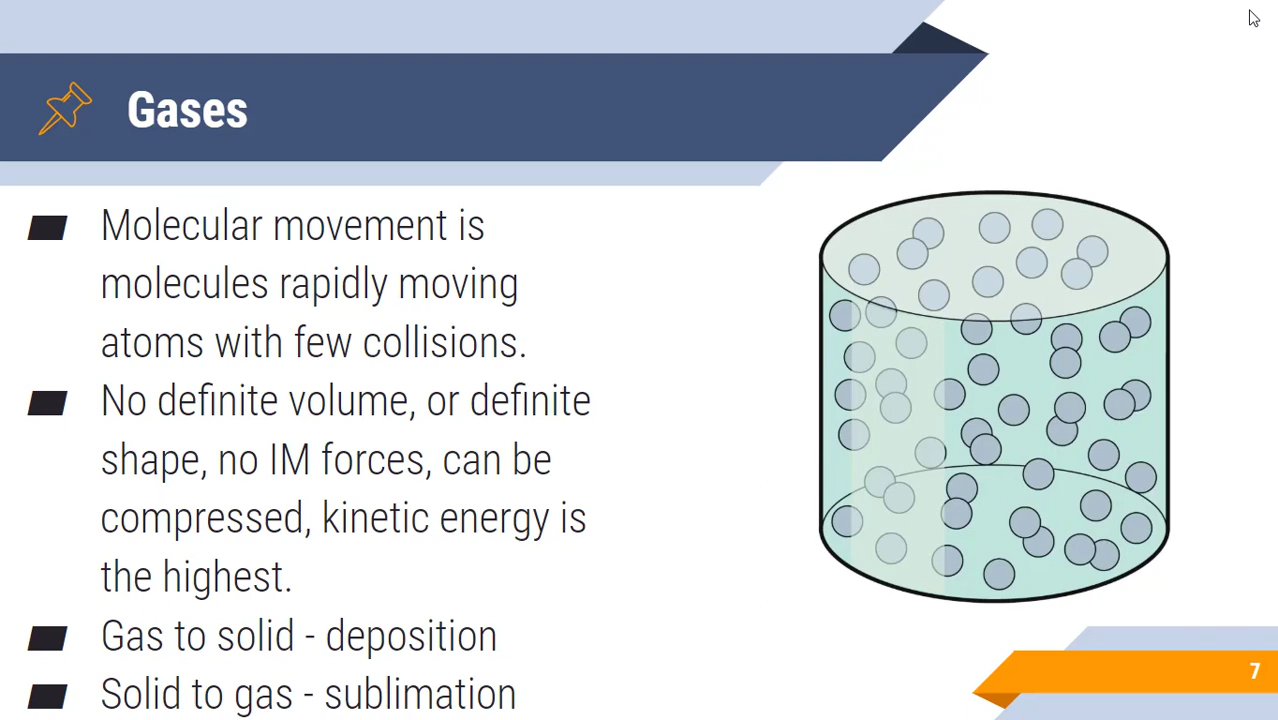 Gases
Molecular movement is
molecules rapidly moving
atoms with few collisions.
No definite volume, or definite
shape, no IM forces, can be
compressed, kinetic energy is
the highest.
Gas to solid - deposition
Solid to gas - sublimation
7